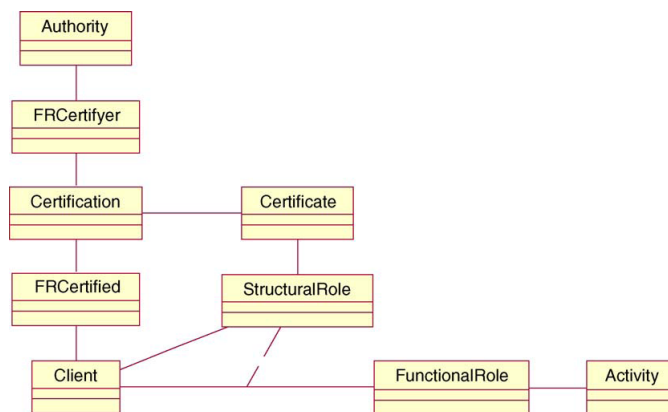 Authority
FRCertifyer
Certification
Certificate
FRCertified
StructuralRole
Client
FunctionalRole
Activity